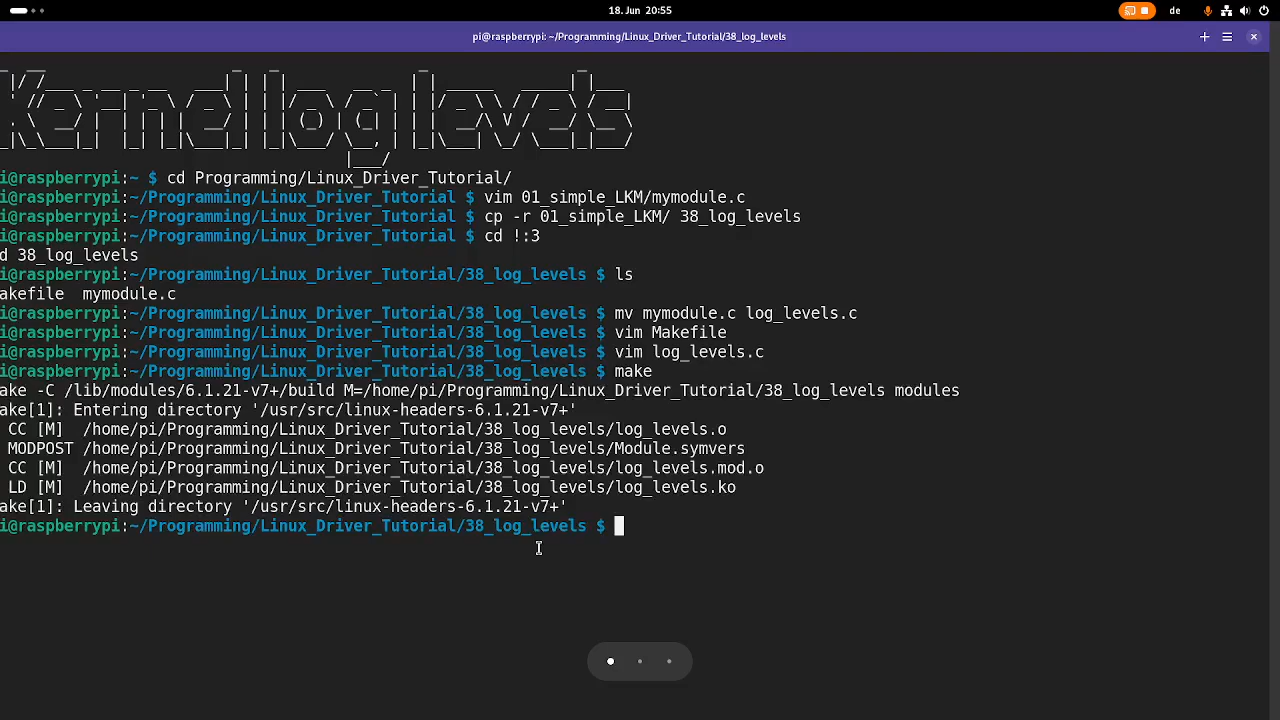 18. Jun 20:55
de
pi@raspberrypi: ~/Programming/Linux_Driver_Tutorial/38_log_levels
Kernel log levels
i@raspberrypi:~ $ cd Programming/Linux_Driver_Tutorial/
i@raspberrypi:~/Programming/Linux_Driver_Tutorial $ vim 01_simple_LKM/mymodule.c
i@raspberrypi:~/Programming/Linux_Driver_Tutorial $ cp -r 01_simple_LKM/ 38_log_levels
i@raspberrypi:~/Programming/Linux_Driver_Tutorial $ cd !:3
d 38_log_levels
i@raspberrypi:~/Programming/Linux_Driver_Tutorial/38_log_levels $ ls
akefile  mymodule.c
i@raspberrypi:~/Programming/Linux_Driver_Tutorial/38_log_levels $ mv mymodule.c log_levels.c
i@raspberrypi:~/Programming/Linux_Driver_Tutorial/38_log_levels $ vim Makefile
i@raspberrypi:~/Programming/Linux_Driver_Tutorial/38_log_levels $ vim log_levels.c
i@raspberrypi:~/Programming/Linux_Driver_Tutorial/38_log_levels $ make
ake -C /lib/modules/6.1.21-v7+/build M=/home/pi/Programming/Linux_Driver_Tutorial/38_log_levels modules
ake[1]: Entering directory '/usr/src/linux-headers-6.1.21-v7+'
CC [M]  /home/pi/Programming/Linux_Driver_Tutorial/38_log_levels/log_levels.o
MODPOST /home/pi/Programming/Linux_Driver_Tutorial/38_log_levels/Module.symvers
CC [M]  /home/pi/Programming/Linux_Driver_Tutorial/38_log_levels/log_levels.mod.o
LD [M]  /home/pi/Programming/Linux_Driver_Tutorial/38_log_levels/log_levels.ko
ake[1]: Leaving directory '/usr/src/linux-headers-6.1.21-v7+'
i@raspberrypi:~/Programming/Linux_Driver_Tutorial/38_log_levels $